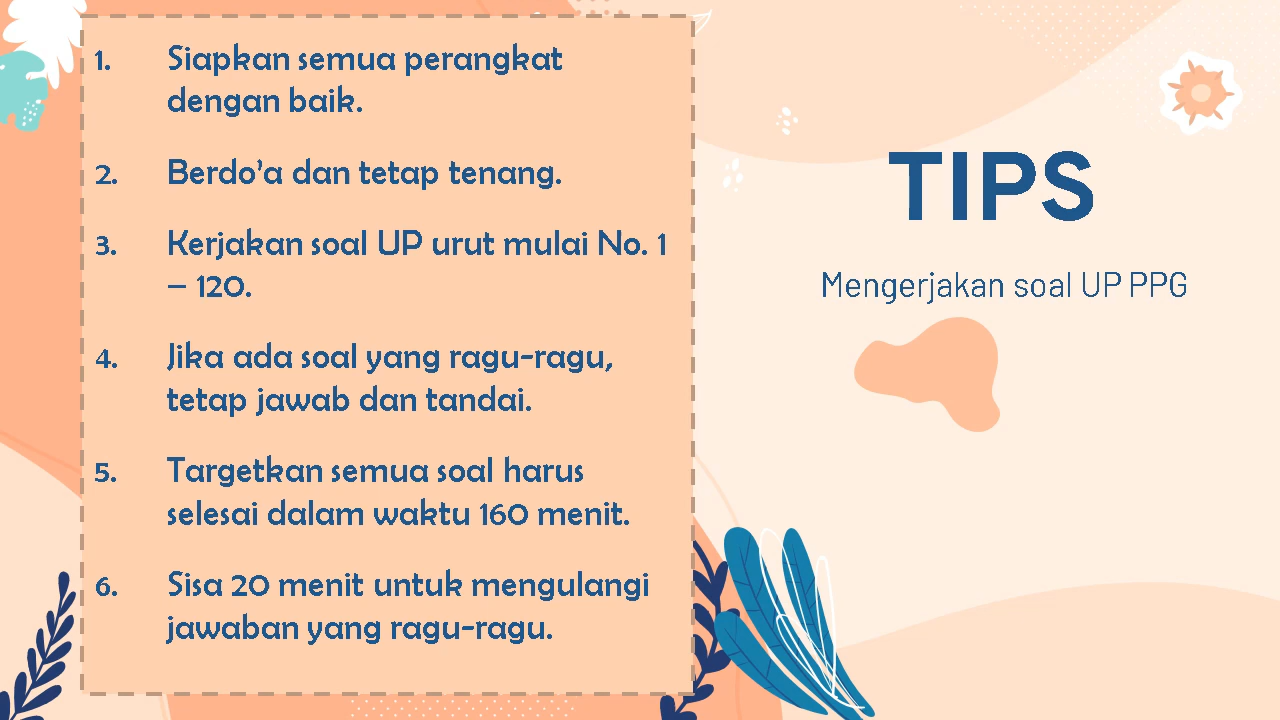 1. Siapkan semua perangkat
dengan baik.
2. Berdo’a dan tetap tenang.
3. Kerjakan soal UP urut mulai No. 1
– 120.
4. Jika ada soal yang ragu-ragu,
tetap jawab dan tandai.
5. Targetkan semua soal harus
selesai dalam waktu 160 menit.
6. Sisa 20 menit untuk mengulangi
jawaban yang ragu-ragu.
TIPS
Mengerjakan soal UP PPG